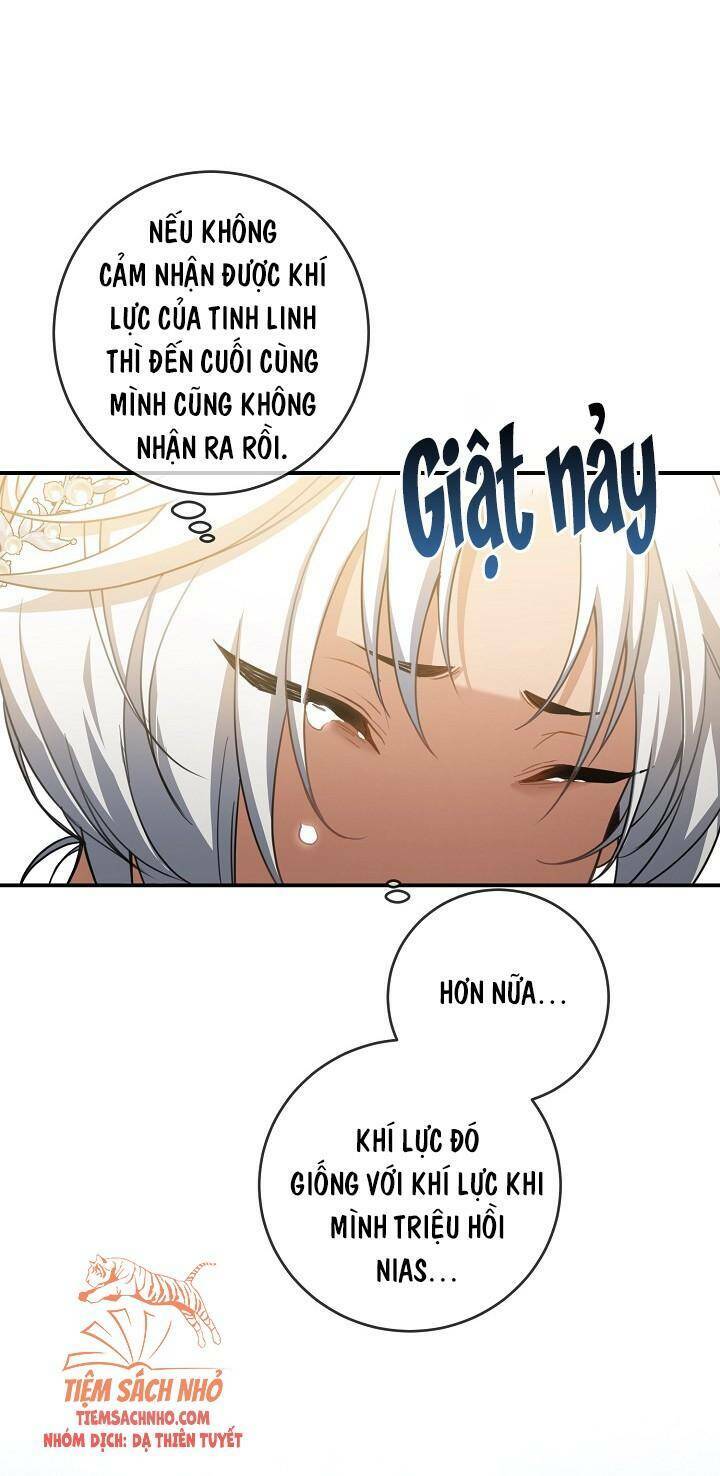 NẾU KHÔNG
CẢM NHẬN ĐƯỢC KHÍ
LỰC CỦA TINH LINH
THÌ ĐẾN CUỐI CÙNG
MÌNH CŨNG KHÔNG
NHẬN RA RỒI.
Giật nảy
HƠN NỮA...
KHÍ LỰC ĐÓ
GIỐNG VỚI KHÍ LỰC KHI
MÌNH TRIỆU HỒI
NIAS...
TIỆM SÁCH NHỎ
TIEMSACHNHO.COM
NHÓM DỊCH: DẠ THIÊN TUYẾT